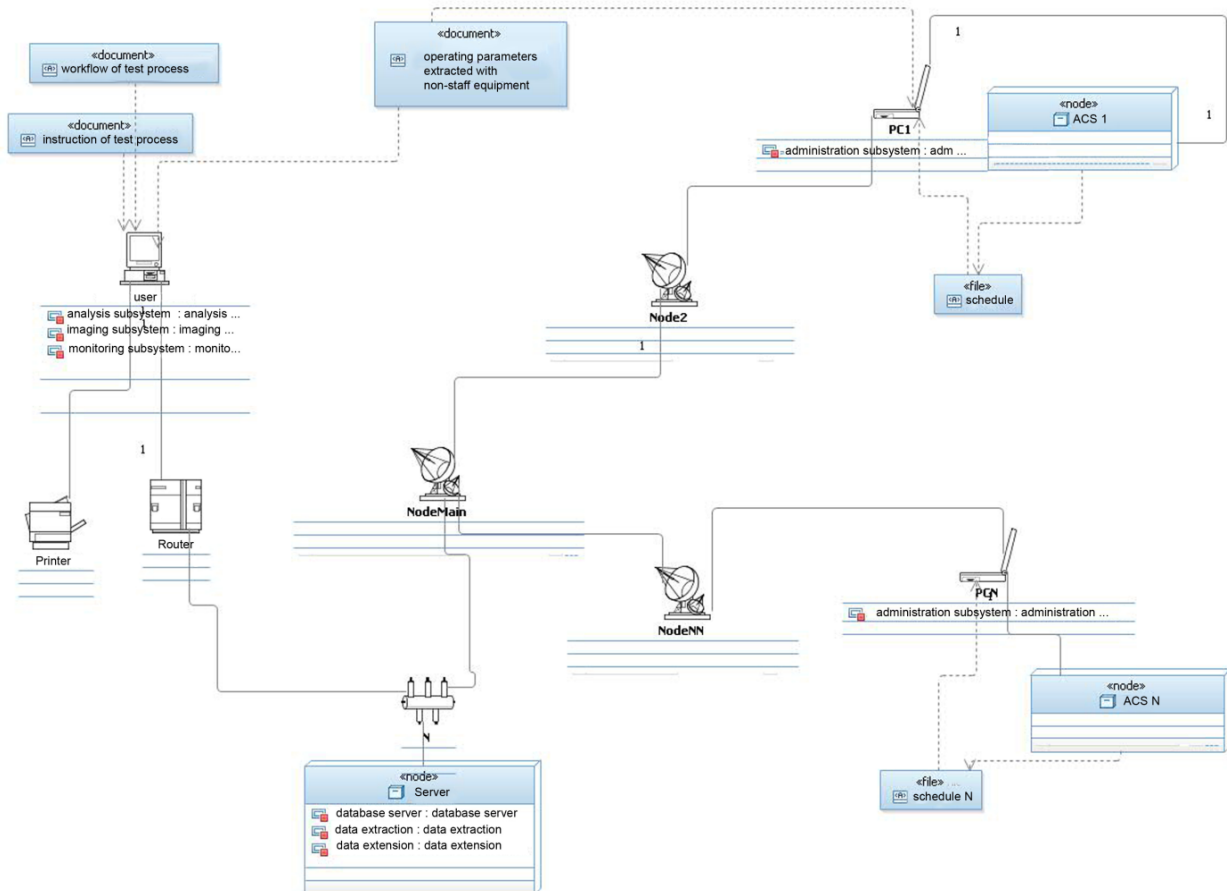 «document»
workflow of test process
«document»
instruction of test process
«document»
operating parameters
extracted with
non-staff equipment
1
PC1
administration subsystem : adm ...
«node»
ACS 1
1
«file»
schedule
user
1
analysis subsystem : analysis ...
1
imaging subsystem : imaging ...
monitoring subsystem : monito...
Node2
1
1
Printer
Router
NodeMain
NodeNN
PCN
administration subsystem : administration ...
«node»
ACS N
«file» ...
schedule N
«node»
Server
database server : database server
data extraction : data extraction
data extension : data extension